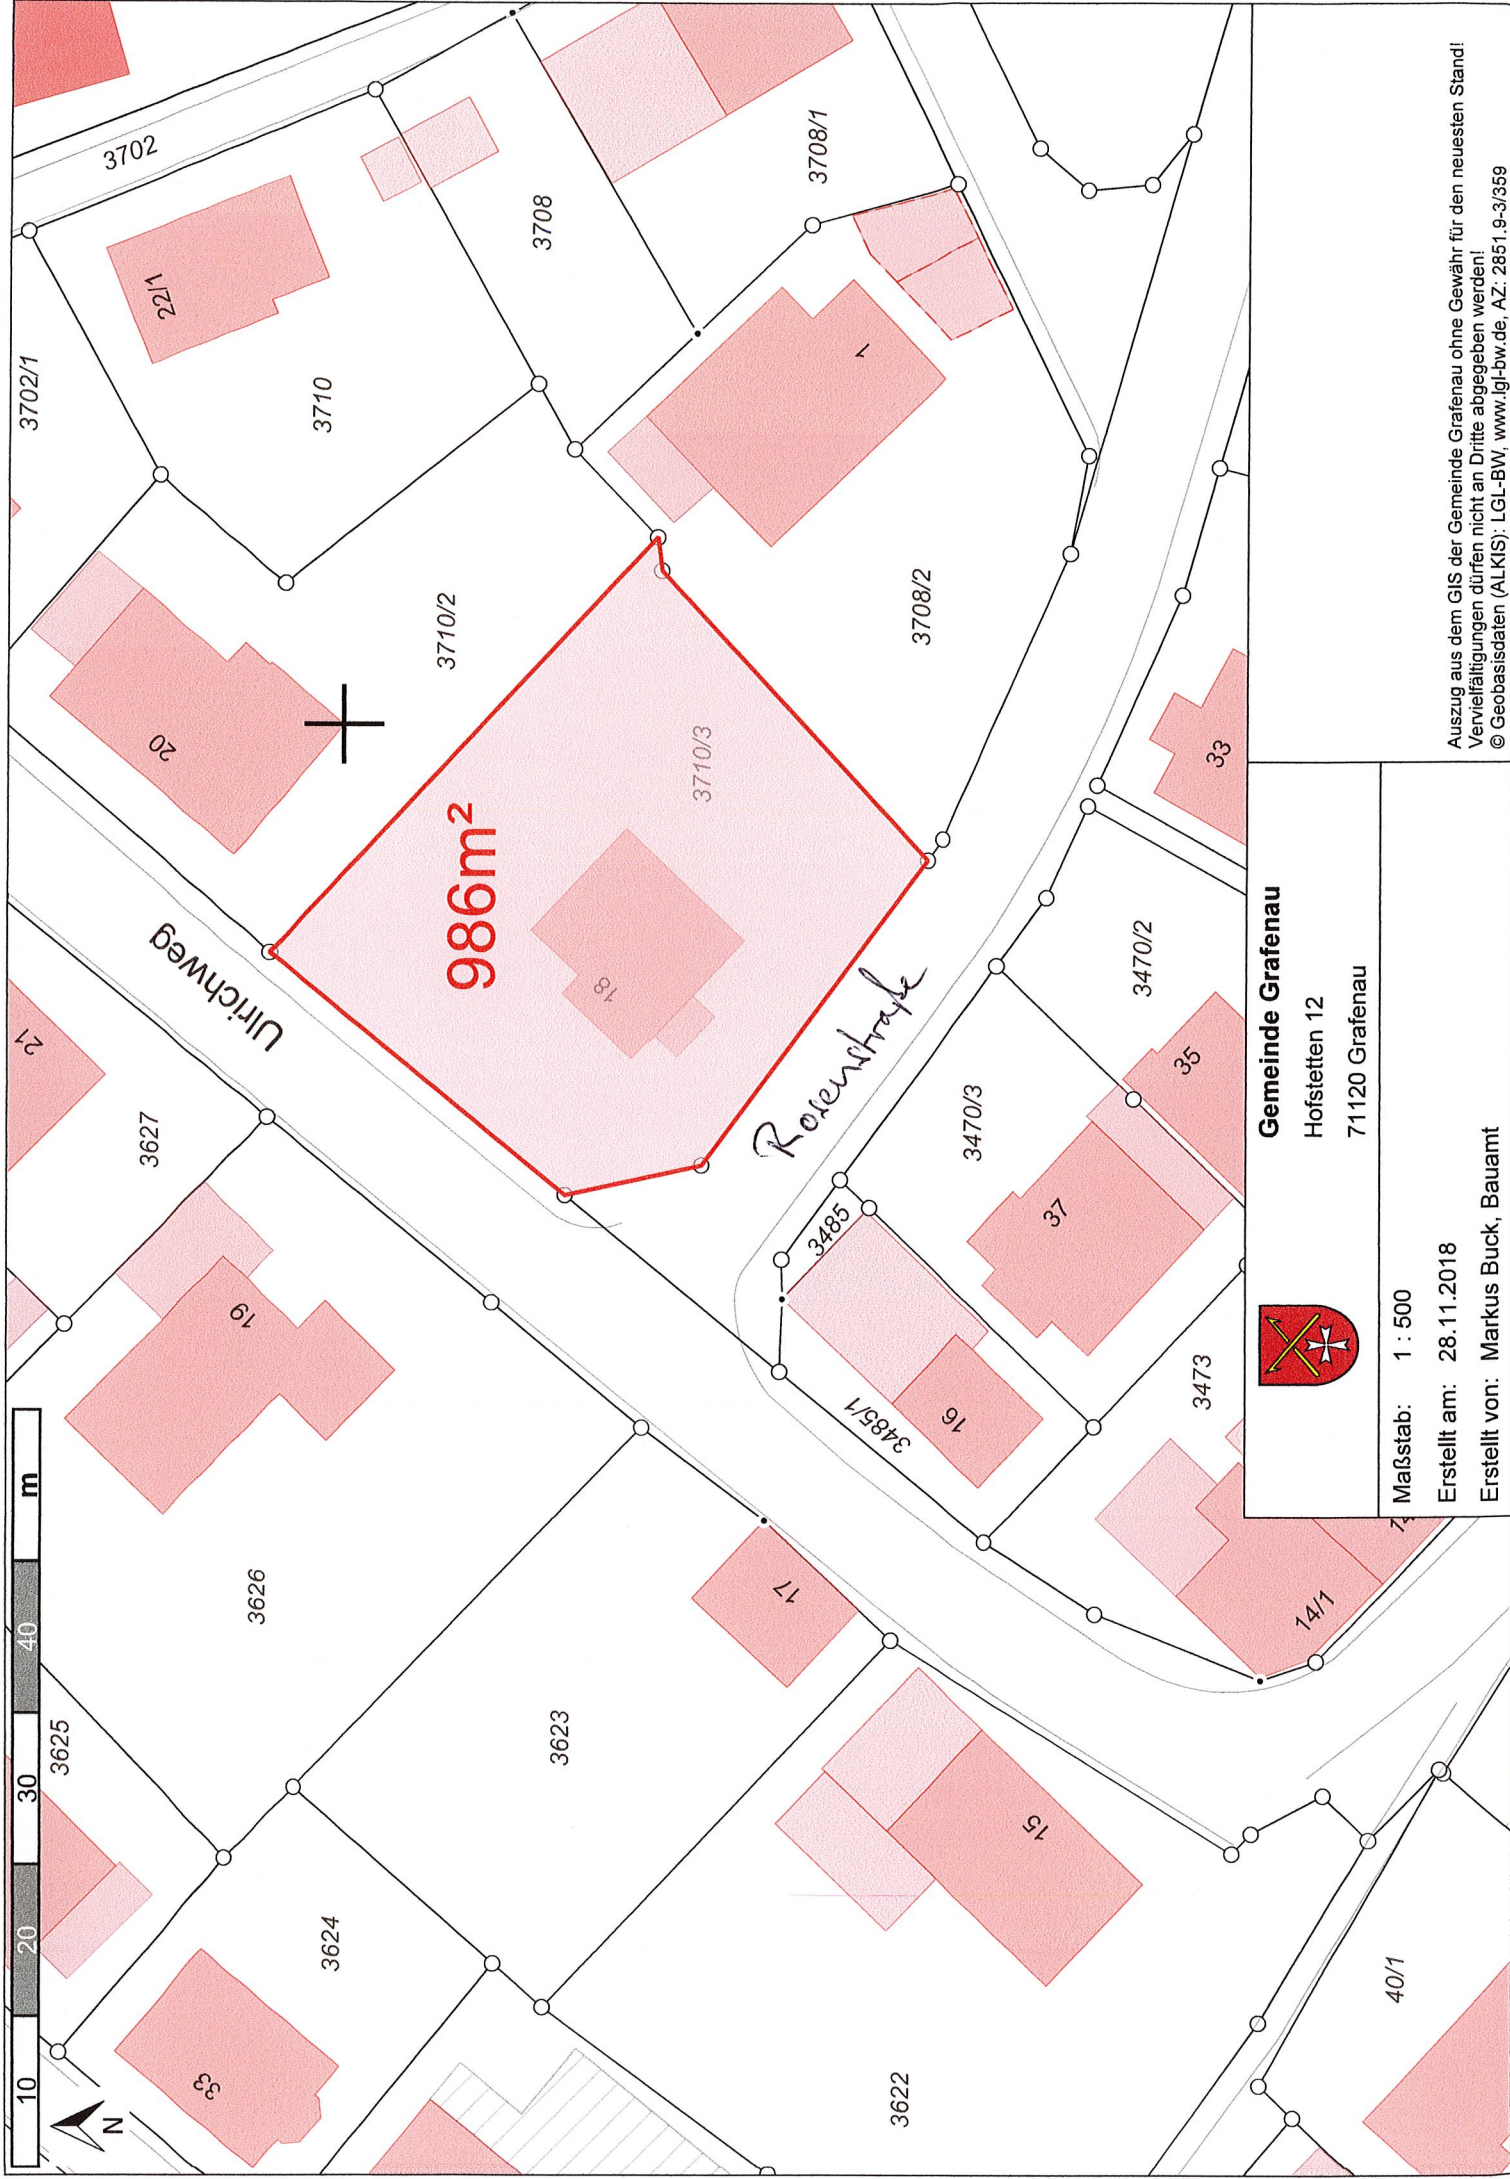 10 20 30 40 m
N
3702/1
3702
22/1
3710
3708
3708/1
20
3710/2
1
3708/2
986m²
3710/3
18
Ulrichweg
Rosenstraße
21
3627
19
3626
3625
3624
33
3623
17
15
3622
3485
3485/1
16
3470/3
3470/2
37
35
33
3473
14/1
40/1
Gemeinde Grafenau
Hofstetten 12
71120 Grafenau
Maßstab: 1 : 500
Erstellt am: 28.11.2018
Erstellt von: Markus Buck, Bauamt
Auszug aus dem GIS der Gemeinde Grafenau ohne Gewähr für den neuesten Stand!
Vervielfältigungen dürfen nicht an Dritte abgegeben werden!
© Geobasisdaten (ALKIS): LGL-BW, www.lgl-bw.de, AZ: 2851.9-3/359